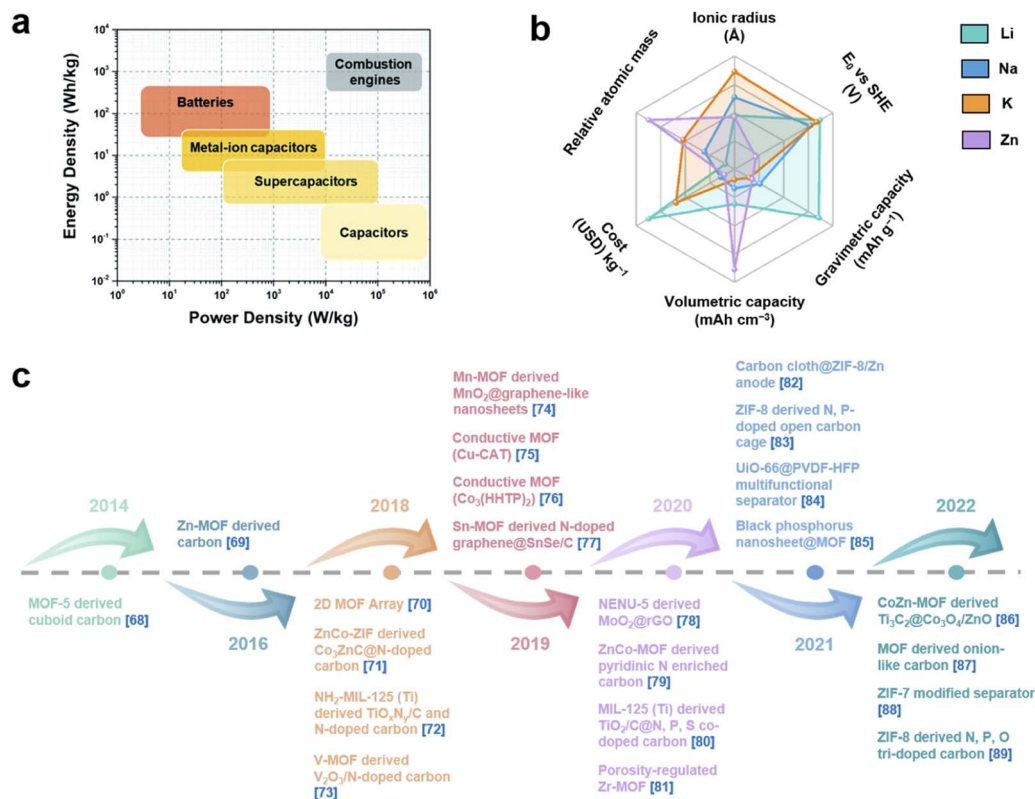 a
Energy Density (Wh/kg)
10⁴
10³
10²
10¹
10⁰
10⁻¹
10⁻²
Combustion
engines
Batteries
Metal-ion capacitors
Supercapacitors
Capacitors
10⁰ 10¹ 10² 10³ 10⁴ 10⁵ 10⁶
Power Density (W/kg)
b
Ionic radius
(Å)
E₀ vs SHE
(V)
Gravimetric capacity
(mAh g⁻¹)
Volumetric capacity
(mAh cm⁻³)
Cost
(USD) kg⁻¹
Relative atomic mass
Li
Na
K
Zn
c
2014
MOF-5 derived
cuboid carbon [68]
Zn-MOF derived
carbon [69]
2016
2018
2D MOF Array [70]
ZnCo-ZIF derived
Co₃ZnC@N-doped
carbon [71]
NH₂-MIL-125 (Ti)
derived TiOₓNᵧ/C and
N-doped carbon [72]
V-MOF derived
V₂O₃/N-doped carbon
[73]
Mn-MOF derived
MnO₂@graphene-like
nanosheets [74]
Conductive MOF
(Cu-CAT) [75]
Conductive MOF
(Co₃(HHTP)₂) [76]
Sn-MOF derived N-doped
graphene@SnSe/C [77]
2019
2020
NENU-5 derived
MoO₂@rGO [78]
ZnCo-MOF derived
pyridinic N enriched
carbon [79]
MIL-125 (Ti) derived
TiO₂/C@N, P, S co-
doped carbon [80]
Porosity-regulated
Zr-MOF [81]
Carbon cloth@ZIF-8/Zn
anode [82]
ZIF-8 derived N, P-
doped open carbon
cage [83]
UiO-66@PVDF-HFP
multifunctional
separator [84]
Black phosphorus
nanosheet@MOF [85]
2021
2022
CoZn-MOF derived
Ti₃C₂@Co₃O₄/ZnO [86]
MOF derived onion-
like carbon [87]
ZIF-7 modified separator
[88]
ZIF-8 derived N, P, O
tri-doped carbon [89]